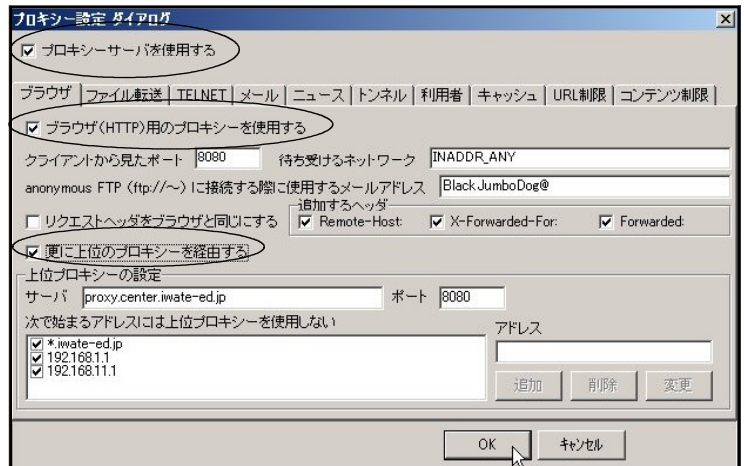 プロキシー設定 ダイアログ
プロキシーサーバを使用する
ブラウザ ファイル転送 TELNET メール ニュース トンネル 利用者 キャッシュ URL制限 コンテンツ制限
ブラウザ(HTTP)用のプロキシーを使用する
クライアントから見たポート 8080 待ち受けるネットワーク INADDR_ANY
anonymous FTP (ftp://～) に接続する際に使用するメールアドレス BlackJumboDog@
追加するヘッダ
リクエストヘッダをブラウザと同じにする Remote-Host: X-Forwarded-For: Forwarded:
更に上位のプロキシーを経由する
上位プロキシーの設定
サーバ proxy.center.iwate-ed.jp ポート 8080
次で始まるアドレスには上位プロキシーを使用しない アドレス
*.iwate-ed.jp
192.168.1.1
192.168.11.1
追加 削除 変更
OK キャンセル